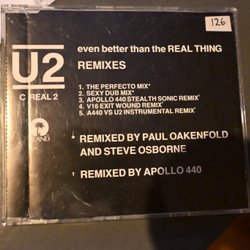 126
U2
C REAL 2
even better than the REAL THING
REMIXES
1. THE PERFECTO MIX*
2. SEXY DUB MIX*
3. APOLLO 440 STEALTH SONIC REMIX*
4. V16 EXIT WOUND REMIX*
5. A440 VS U2 INSTRUMENTAL REMIX*
*REMIXED BY PAUL OAKENFOLD
AND STEVE OSBORNE
*REMIXED BY APOLLO 440
ISLAND